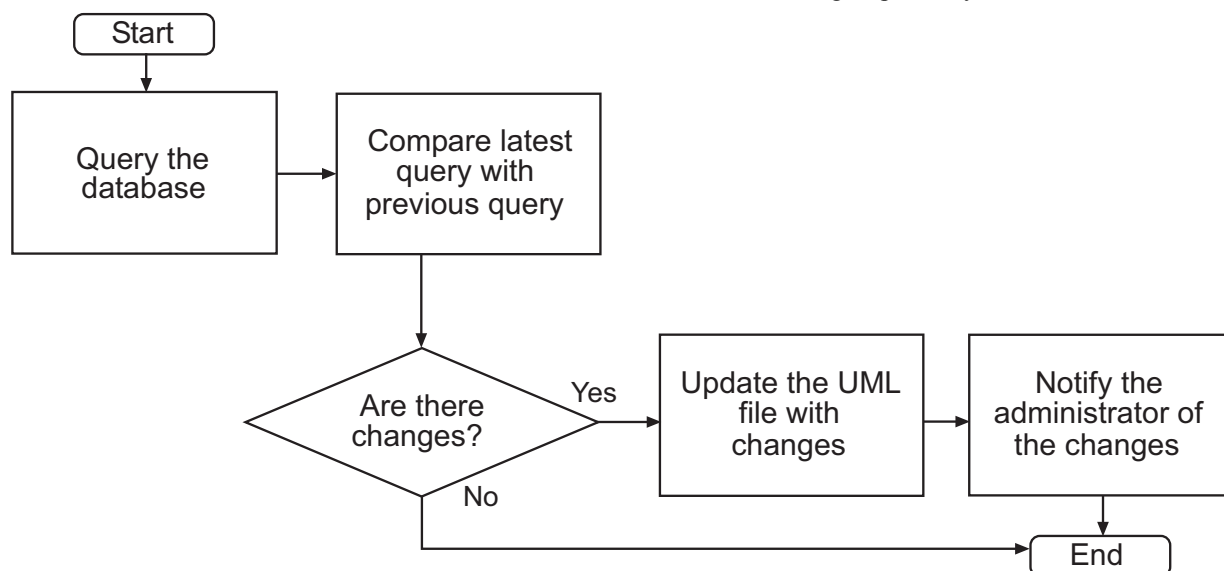 Start
Query the
database
Compare latest
query with
previous query
Are there
changes?
Yes
No
Update the UML
file with
changes
Notify the
administrator of
the changes
End